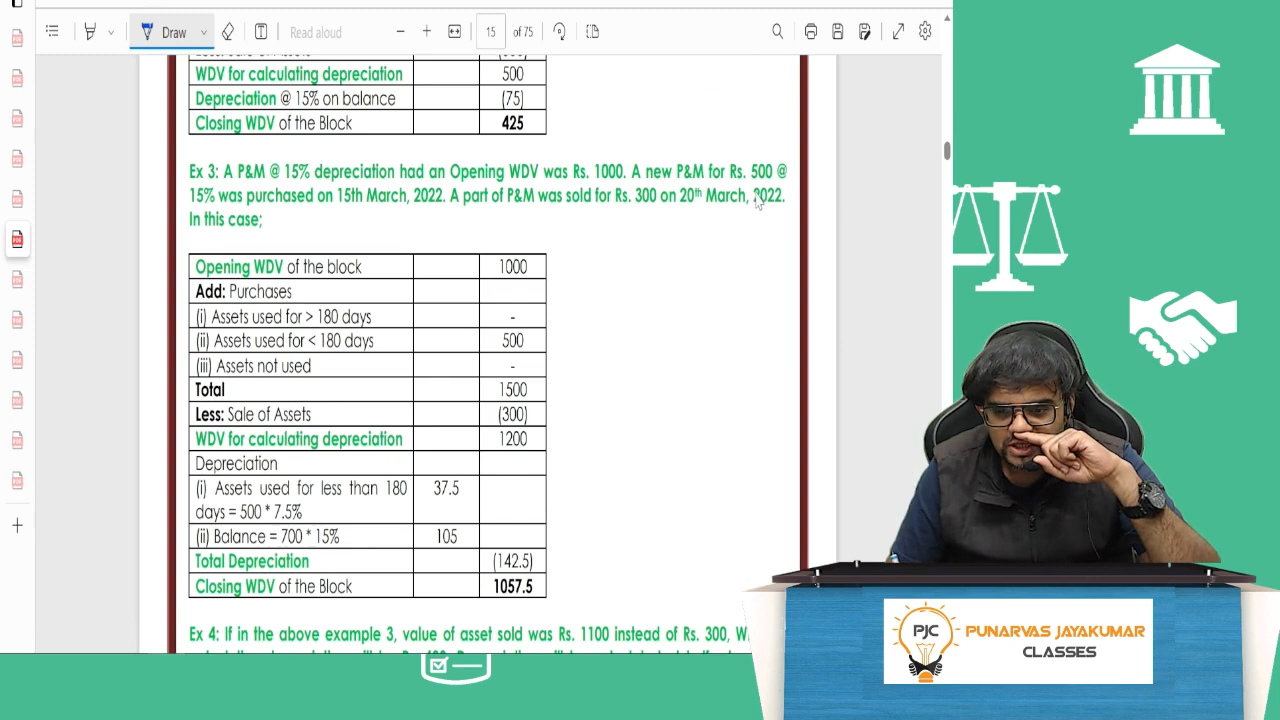 Draw
Read aloud
15 of 75
WDV for calculating depreciation 500
Depreciation @ 15% on balance (75)
Closing WDV of the Block 425
Ex 3: A P&M @ 15% depreciation had an Opening WDV was Rs. 1000. A new P&M for Rs. 500 @
15% was purchased on 15th March, 2022. A part of P&M was sold for Rs. 300 on 20th March, 2022.
In this case;
Opening WDV of the block 1000
Add: Purchases
(i) Assets used for > 180 days -
(ii) Assets used for < 180 days 500
(iii) Assets not used -
Total 1500
Less: Sale of Assets (300)
WDV for calculating depreciation 1200
Depreciation
(i) Assets used for less than 180 37.5
days = 500 * 7.5%
(ii) Balance = 700 * 15% 105
Total Depreciation (142.5)
Closing WDV of the Block 1057.5
Ex 4: If in the above example 3, value of asset sold was Rs. 1100 instead of Rs. 300,
PJC
PUNARVAS JAYAKUMAR
CLASSES